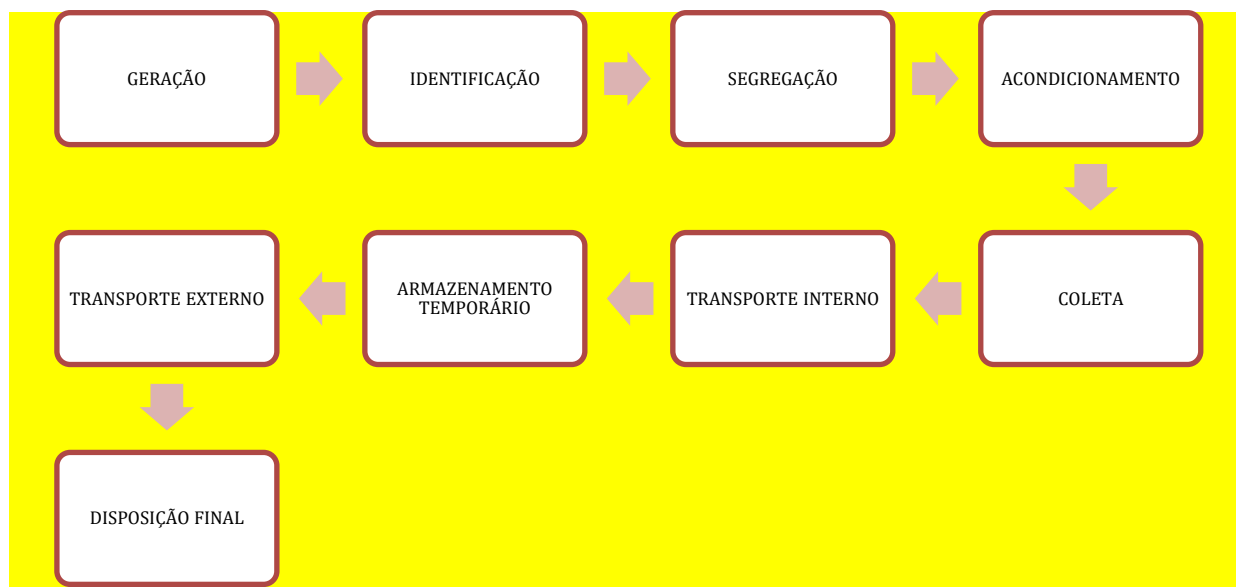 GERAÇÃO
IDENTIFICAÇÃO
SEGREGAÇÃO
ACONDICIONAMENTO
COLETA
TRANSPORTE INTERNO
ARMAZENAMENTO
TEMPORÁRIO
TRANSPORTE EXTERNO
DISPOSIÇÃO FINAL